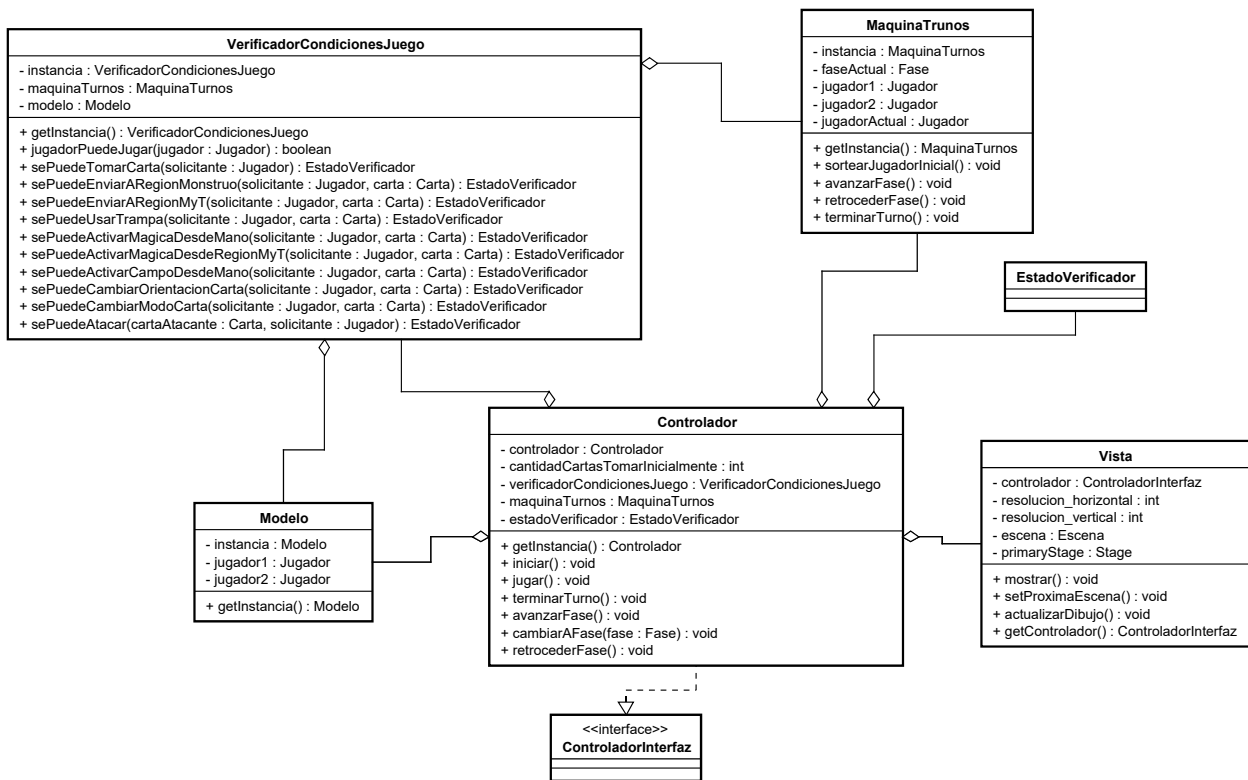 VerificadorCondicionesJuego
- instancia : VerificadorCondicionesJuego
- maquinaTurnos : MaquinaTurnos
- modelo : Modelo
+ getInstancia() : VerificadorCondicionesJuego
+ jugadorPuedeJugar(jugador : Jugador) : boolean
+ sePuedeTomarCarta(solicitante : Jugador) : EstadoVerificador
+ sePuedeEnviarARegionMonstruo(solicitante : Jugador, carta : Carta) : EstadoVerificador
+ sePuedeEnviarARegionMyT(solicitante : Jugador, carta : Carta) : EstadoVerificador
+ sePuedeUsarTrampa(solicitante : Jugador, carta : Carta) : EstadoVerificador
+ sePuedeActivarMagicaDesdeMano(solicitante : Jugador, carta : Carta) : EstadoVerificador
+ sePuedeActivarMagicaDesdeRegionMyT(solicitante : Jugador, carta : Carta) : EstadoVerificador
+ sePuedeActivarCampoDesdeMano(solicitante : Jugador, carta : Carta) : EstadoVerificador
+ sePuedeCambiarOrientacionCarta(solicitante : Jugador, carta : Carta) : EstadoVerificador
+ sePuedeCambiarModoCarta(solicitante : Jugador, carta : Carta) : EstadoVerificador
+ sePuedeAtacar(cartaAtacante : Carta, solicitante : Jugador) : EstadoVerificador
MaquinaTrunos
- instancia : MaquinaTurnos
- faseActual : Fase
- jugador1 : Jugador
- jugador2 : Jugador
- jugadorActual : Jugador
+ getInstancia() : MaquinaTurnos
+ sortearJugadorInicial() : void
+ avanzarFase() : void
+ retrocederFase() : void
+ terminarTurno() : void
EstadoVerificador
Controlador
- controlador : Controlador
- cantidadCartasTomarInicialmente : int
- verificadorCondicionesJuego : VerificadorCondicionesJuego
- maquinaTurnos : MaquinaTurnos
- estadoVerificador : EstadoVerificador
+ getInstancia() : Controlador
+ iniciar() : void
+ jugar() : void
+ terminarTurno() : void
+ avanzarFase() : void
+ cambiarAFase(fase : Fase) : void
+ retrocederFase() : void
Vista
- controlador : ControladorInterfaz
- resolucion_horizontal : int
- resolucion_vertical : int
- escena : Escena
- primaryStage : Stage
+ mostrar() : void
+ setProximaEscena() : void
+ actualizarDibujo() : void
+ getControlador() : ControladorInterfaz
Modelo
- instancia : Modelo
- jugador1 : Jugador
- jugador2 : Jugador
+ getInstancia() : Modelo
<<interface>>
ControladorInterfaz